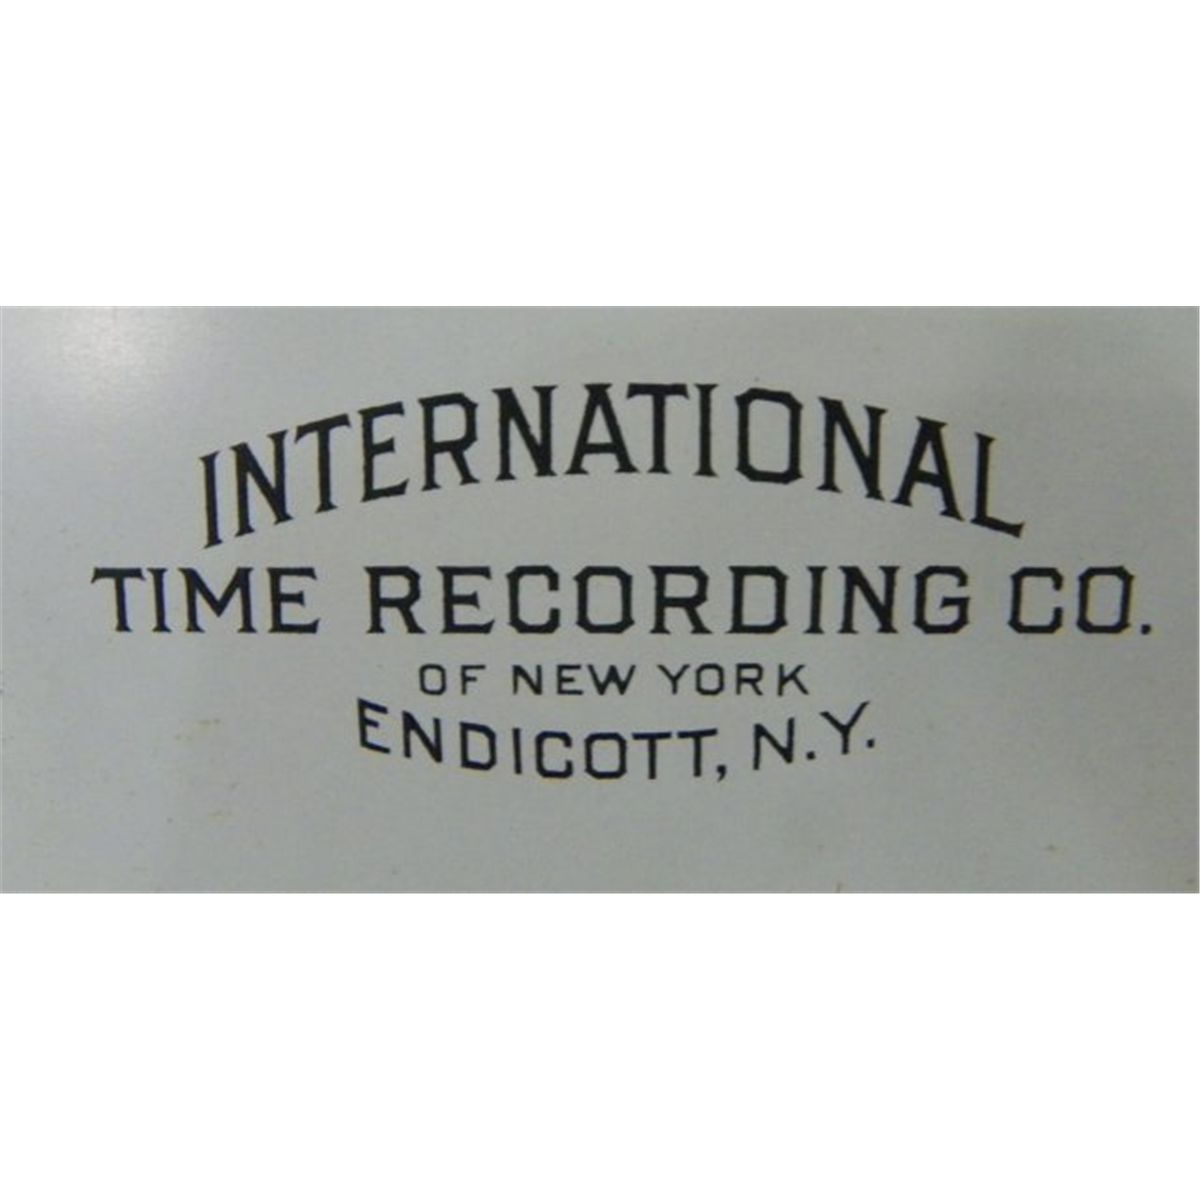 INTERNATIONAL
TIME RECORDING CO.
OF NEW YORK
ENDICOTT, N.Y.